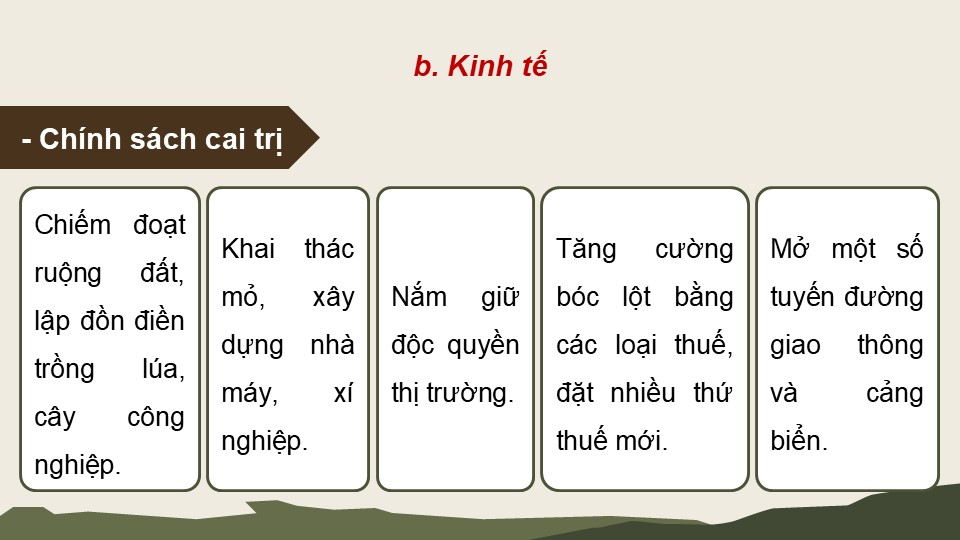 b. Kinh tế
- Chính sách cai trị
Chiếm đoạt
ruộng đất,
lập đồn điền
trồng lúa,
cây công
nghiệp.
Khai thác
mỏ, xây
dựng nhà
máy, xí
nghiệp.
Nắm giữ
độc quyền
thị trường.
Tăng cường
bóc lột bằng
các loại thuế,
đặt nhiều thứ
thuế mới.
Mở một số
tuyến đường
giao thông
và cảng
biển.